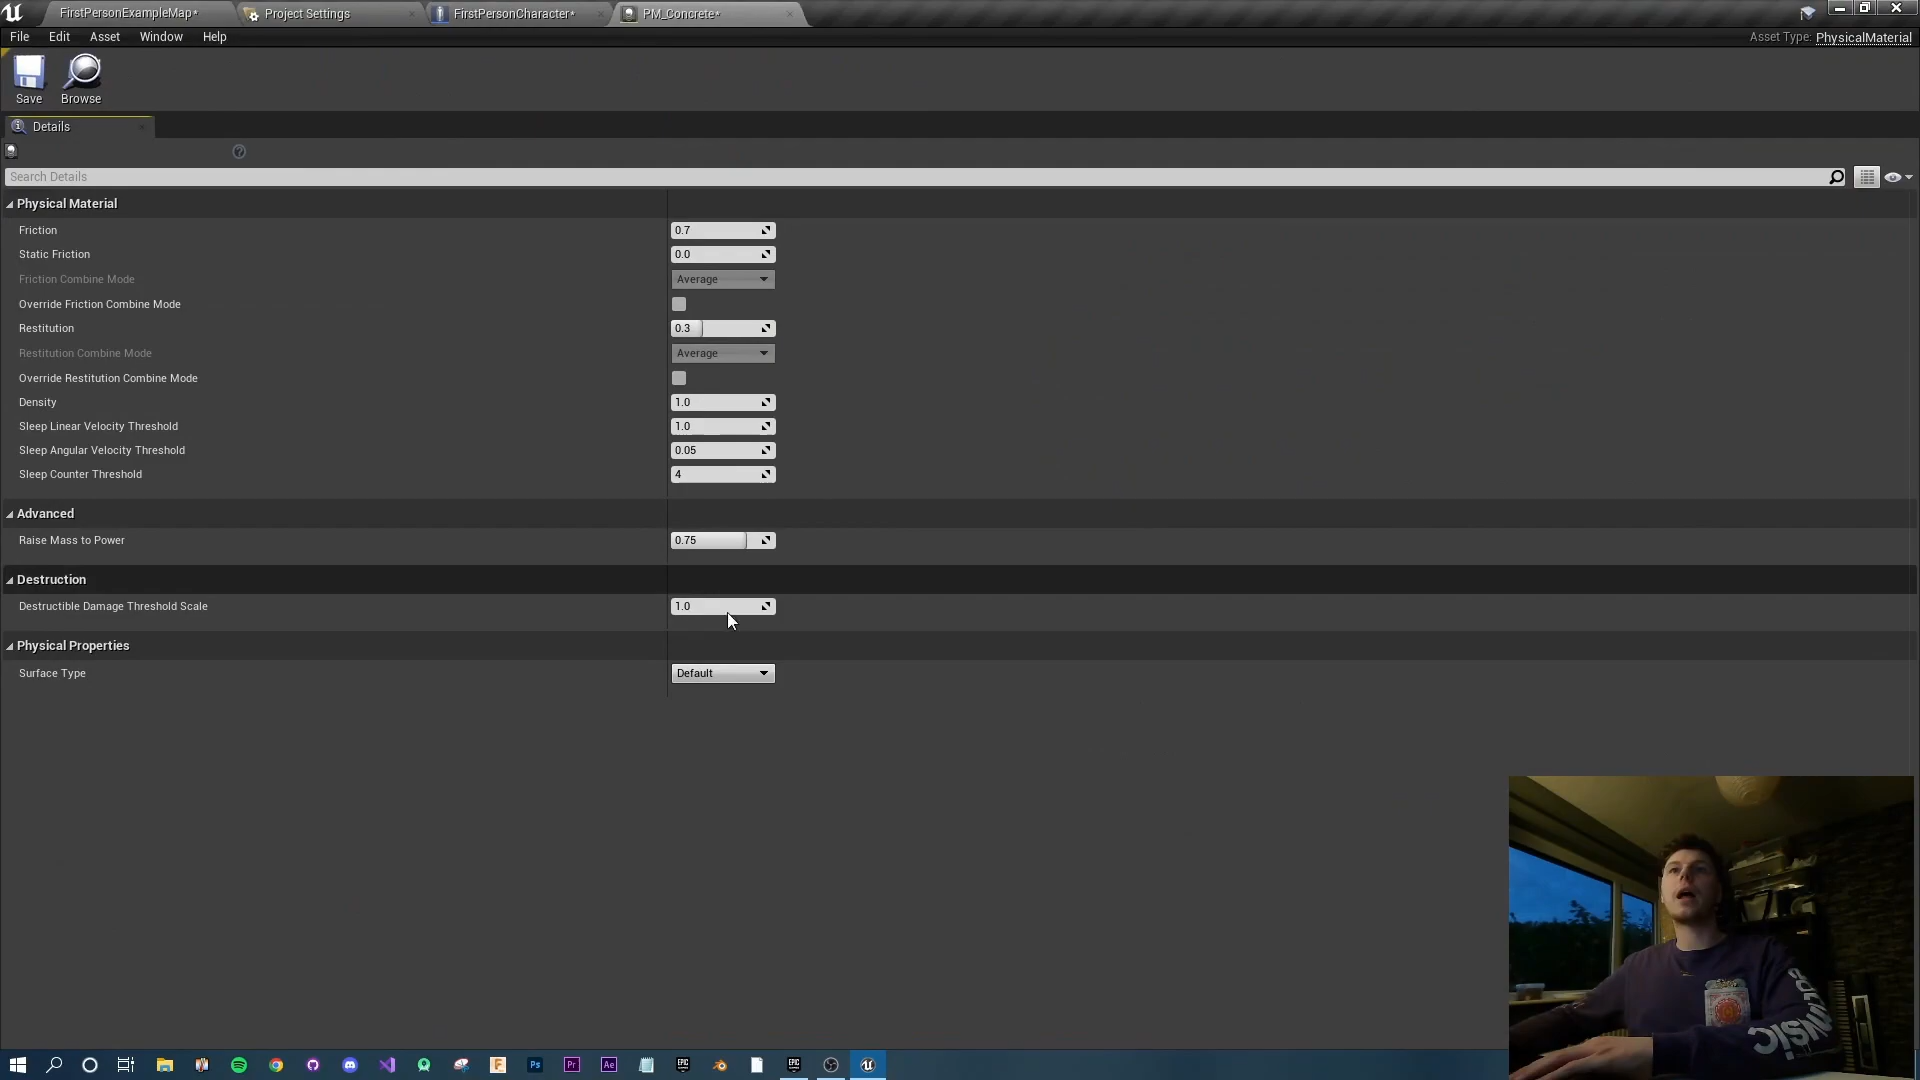 FirstPersonExampleMap*
Project Settings
FirstPersonCharacter*
PM_Concrete*
File Edit Asset Window Help
Asset Type: PhysicalMaterial
Save Browse
Details
Search Details
Physical Material
Friction 0.7
Static Friction 0.0
Friction Combine Mode Average
Override Friction Combine Mode
Restitution 0.3
Restitution Combine Mode Average
Override Restitution Combine Mode
Density 1.0
Sleep Linear Velocity Threshold 1.0
Sleep Angular Velocity Threshold 0.05
Sleep Counter Threshold 4
Advanced
Raise Mass to Power 0.75
Destruction
Destructible Damage Threshold Scale 1.0
Physical Properties
Surface Type Default
Ps
Pr
Ae